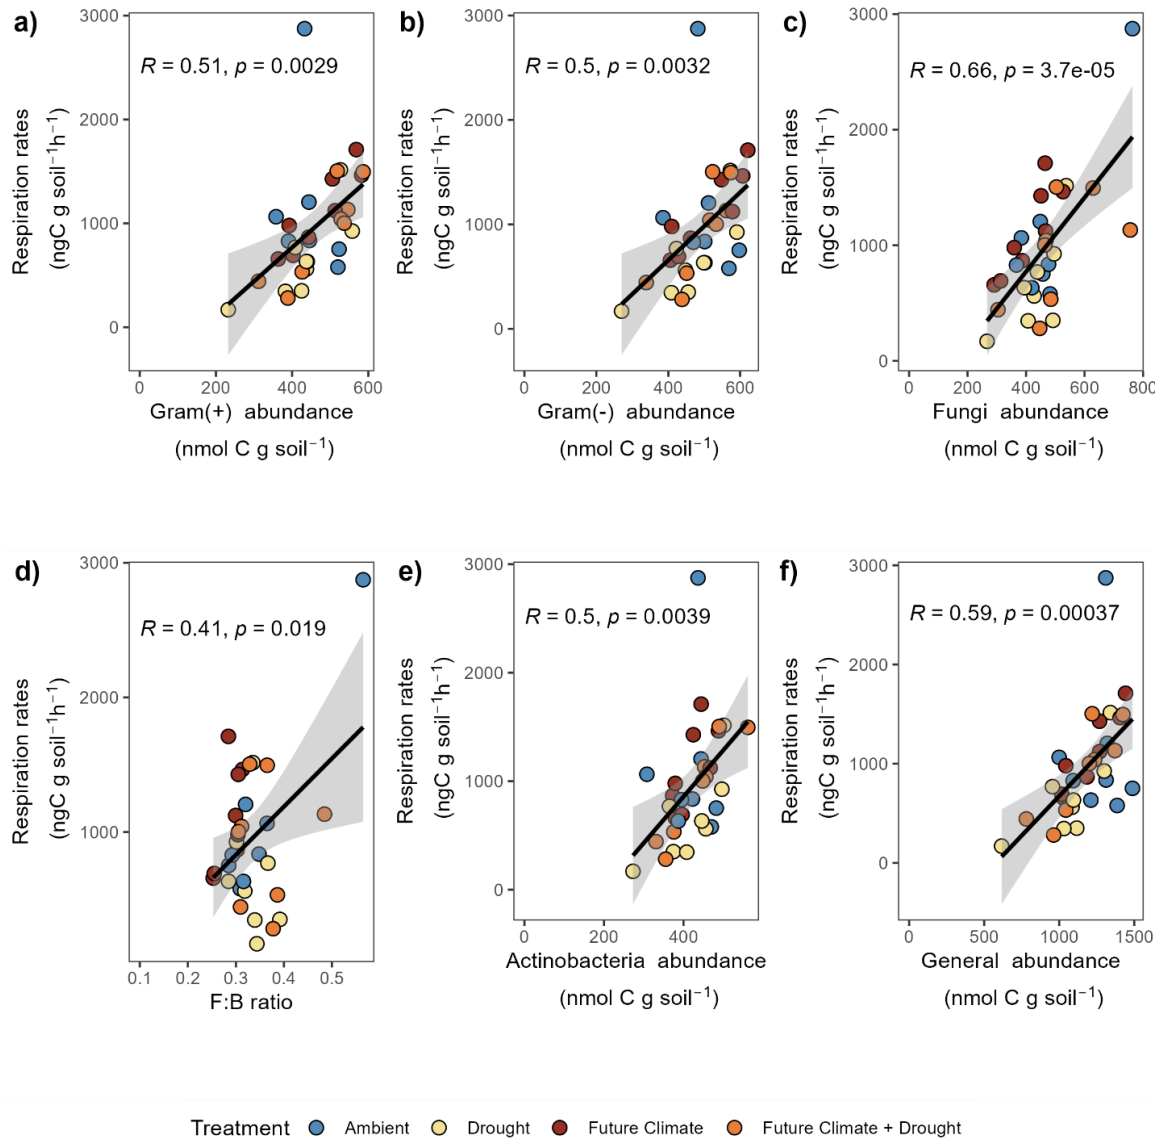 a)
R = 0.51, p = 0.0029
Respiration rates
(ngC g soil⁻¹h⁻¹)
3000
2000
1000
0
0 200 400 600
Gram(+) abundance
(nmol C g soil⁻¹)
b)
R = 0.5, p = 0.0032
Respiration rates
(ngC g soil⁻¹h⁻¹)
3000
2000
1000
0
0 200 400 600
Gram(-) abundance
(nmol C g soil⁻¹)
c)
R = 0.66, p = 3.7e-05
Respiration rates
(ngC g soil⁻¹h⁻¹)
3000
2000
1000
0
0 200 400 600 800
Fungi abundance
(nmol C g soil⁻¹)
d)
R = 0.41, p = 0.019
Respiration rates
(ngC g soil⁻¹h⁻¹)
3000
2000
1000
0.1 0.2 0.3 0.4 0.5
F:B ratio
e)
R = 0.5, p = 0.0039
Respiration rates
(ngC g soil⁻¹h⁻¹)
3000
2000
1000
0
0 200 400
Actinobacteria abundance
(nmol C g soil⁻¹)
f)
R = 0.59, p = 0.00037
Respiration rates
(ngC g soil⁻¹h⁻¹)
3000
2000
1000
0
0 500 1000 1500
General abundance
(nmol C g soil⁻¹)
Treatment Ambient Drought Future Climate Future Climate + Drought